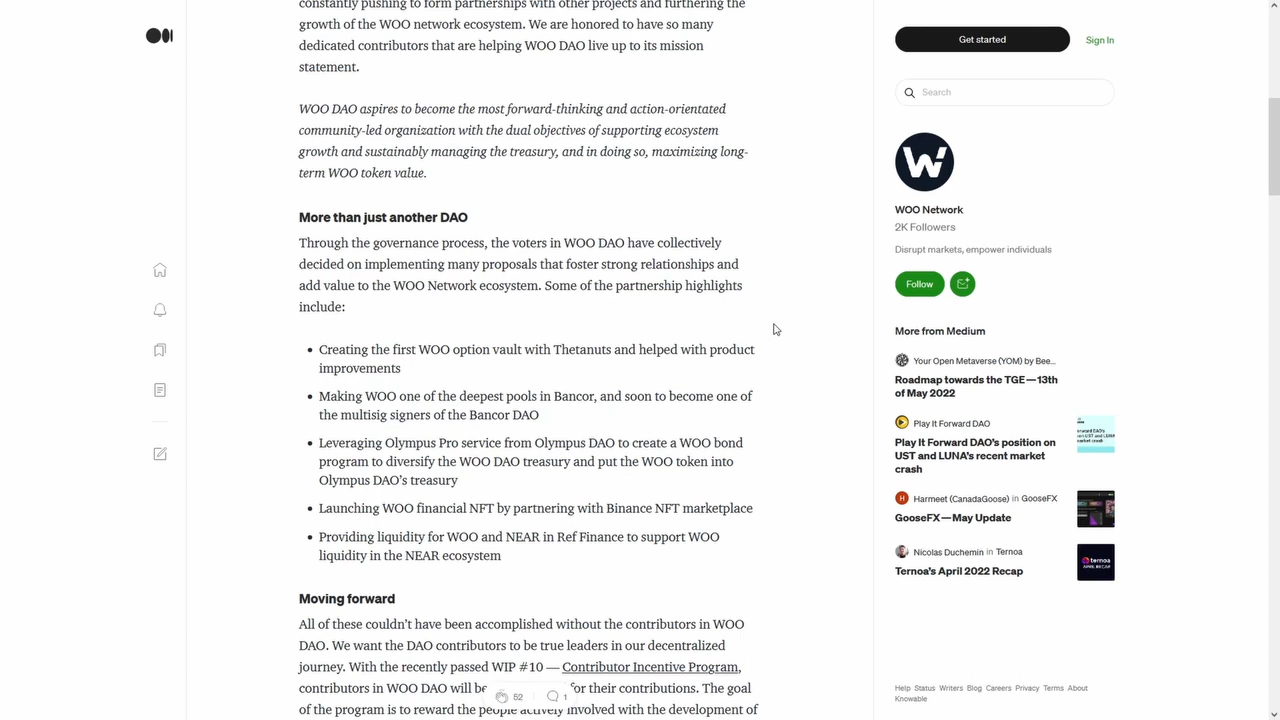 constantly pushing to form partnerships with other projects and furthering the
growth of the WOO network ecosystem. We are honored to have so many
dedicated contributors that are helping WOO DAO live up to its mission
statement.
WOO DAO aspires to become the most forward-thinking and action-orientated
community-led organization with the dual objectives of supporting ecosystem
growth and sustainably managing the treasury, and in doing so, maximizing long-
term WOO token value.
More than just another DAO
Through the governance process, the voters in WOO DAO have collectively
decided on implementing many proposals that foster strong relationships and
add value to the WOO Network ecosystem. Some of the partnership highlights
include:
Creating the first WOO option vault with Thetanuts and helped with product
improvements
Making WOO one of the deepest pools in Bancor, and soon to become one of
the multisig signers of the Bancor DAO
Leveraging Olympus Pro service from Olympus DAO to create a WOO bond
program to diversify the WOO DAO treasury and put the WOO token into
Olympus DAO's treasury
Launching WOO financial NFT by partnering with Binance NFT marketplace
Providing liquidity for WOO and NEAR in Ref Finance to support WOO
liquidity in the NEAR ecosystem
Moving forward
All of these couldn't have been accomplished without the contributors in WOO
DAO. We want the DAO contributors to be true leaders in our decentralized
journey. With the recently passed WIP #10 — Contributor Incentive Program,
contributors in WOO DAO will be for their contributions. The goal
of the program is to reward the people actively involved with the development of
52
1
Get started
Sign In
Search
W
WOO Network
2K Followers
Disrupt markets, empower individuals
Follow
More from Medium
Your Open Metaverse (YOM) by Bee...
Roadmap towards the TGE — 13th
of May 2022
Play It Forward DAO
Play It Forward DAO's position on
UST and LUNA's recent market
crash
H
Harmeet (CanadaGoose) in GooseFX
GooseFX — May Update
Nicolas Duchemin in Ternoa
Ternoa's April 2022 Recap
ternoa
APRIL RECAP
Help Status Writers Blog Careers Privacy Terms About
Knowable